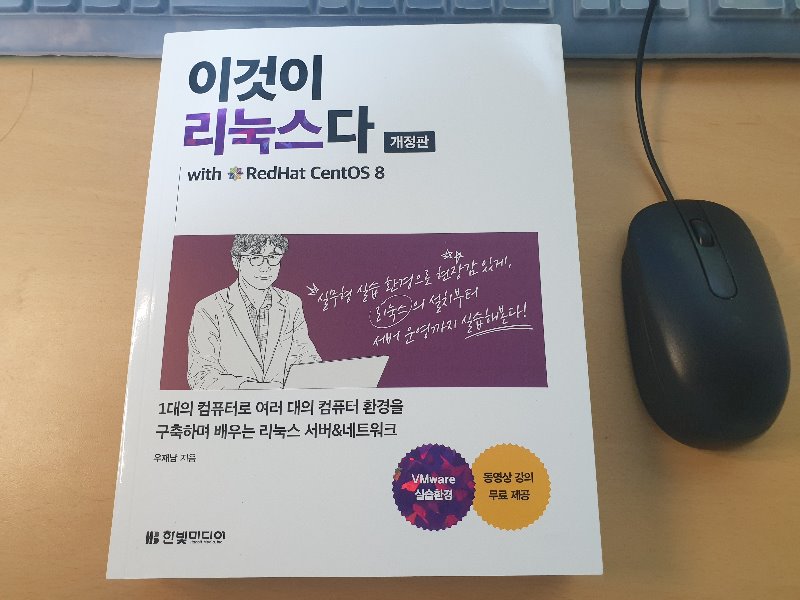 이것이
리눅스다 개정판
with RedHat CentOS 8
실무형 실습 환경으로 현장감 있게,
리눅스의 설치부터
서버 운영까지 실습해본다!
1대의 컴퓨터로 여러 대의 컴퓨터 환경을
구축하며 배우는 리눅스 서버&네트워크
우재남 지음
VMware
실습환경
동영상 강의
무료 제공
한빛미디어